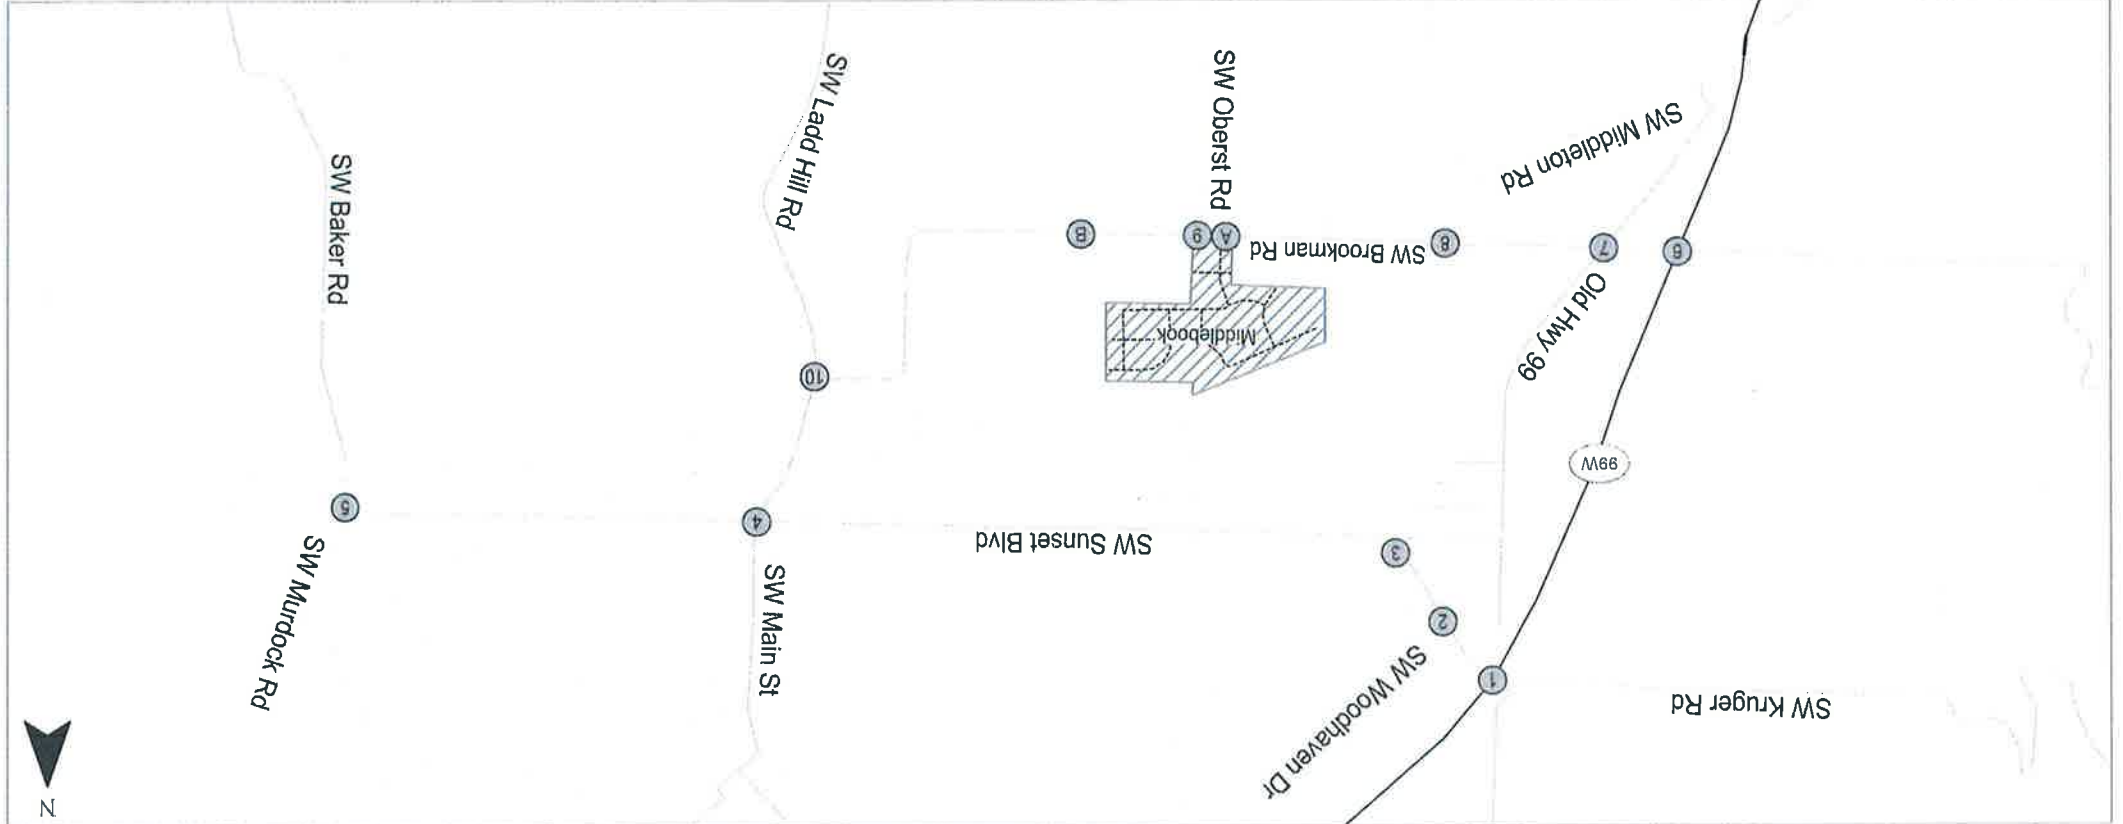 N
SW Kruger Rd
SW Woodhaven Dr
SW Main St
SW Murdock Rd
1
2
3
SW Sunset Blvd
4
5
99W
Old Hwy 99
Middlebook
10
6
7
8
SW Brookman Rd
A
9
B
SW Middleton Rd
SW Oberst Rd
SW Ladd Hill Rd
SW Baker Rd